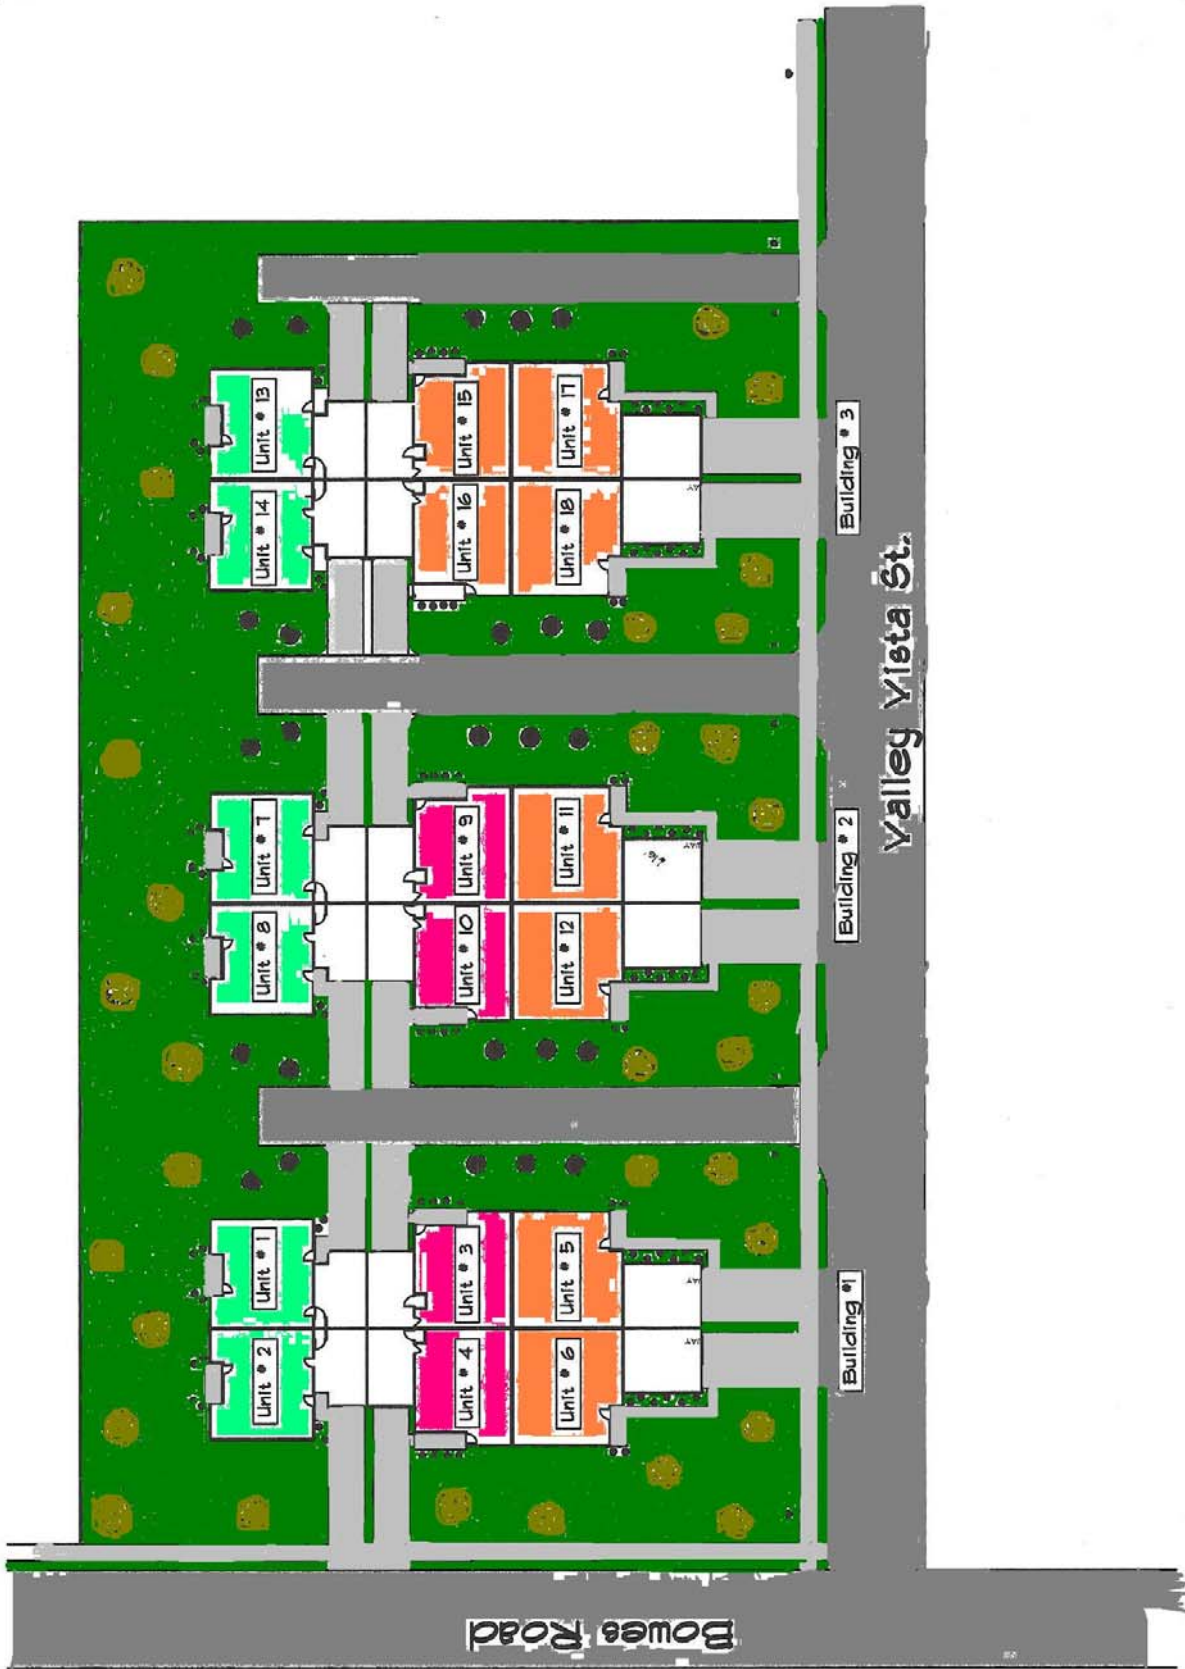 Unit # 2
Unit # 1
Unit # 8
Unit # 7
Unit # 14
Unit # 13
Unit # 4
Unit # 3
Unit # 10
Unit # 9
Unit # 16
Unit # 15
Unit # 6
Unit # 5
Unit # 12
Unit # 11
Unit # 18
Unit # 17
Bowes Road
Building #1
Building # 2
Building # 3
Valley Vista St.